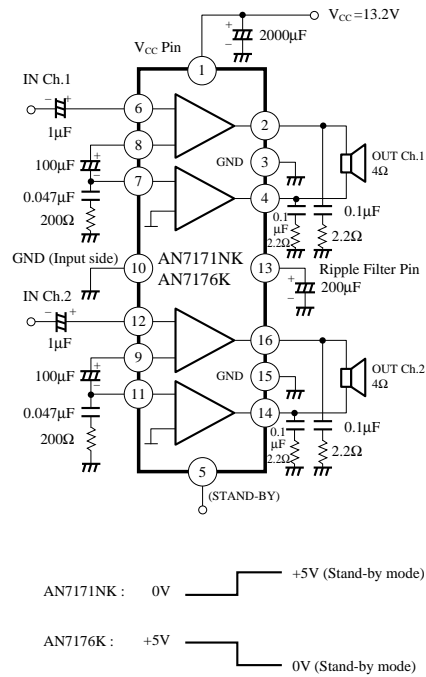 V_CC =13.2V
2000μF
+
−
V_CC Pin
1
IN Ch.1
− +
6
1μF
2
8
100μF
+
GND
3
OUT Ch.1
4Ω
7
4
0.047μF
200Ω
0.1
μF
2.2Ω
0.1μF
2.2Ω
GND (Input side)
10
AN7171NK
AN7176K
13
Ripple Filter Pin
+
−
200μF
IN Ch.2
− +
12
1μF
16
9
100μF
+
GND
15
OUT Ch.2
4Ω
11
14
0.047μF
200Ω
0.1
μF
2.2Ω
0.1μF
2.2Ω
5
(STAND-BY)
AN7171NK : 0V +5V (Stand-by mode)
AN7176K : +5V 0V (Stand-by mode)